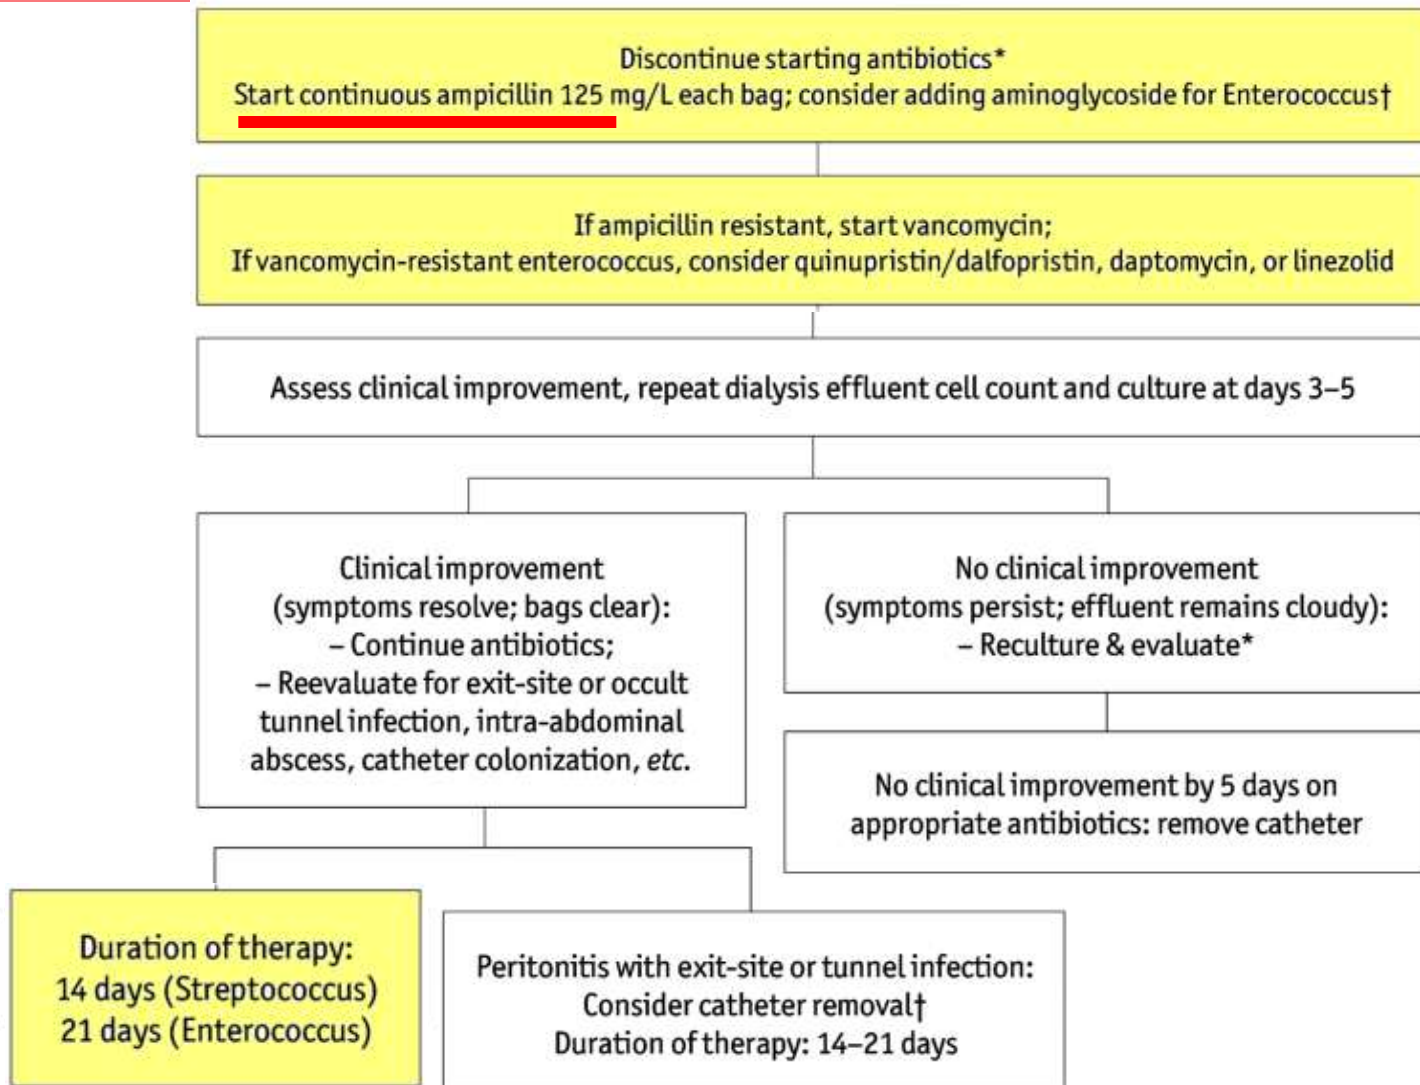 Discontinue starting antibiotics*
Start continuous ampicillin 125 mg/L each bag; consider adding aminoglycoside for Enterococcus†
If ampicillin resistant, start vancomycin;
If vancomycin-resistant enterococcus, consider quinupristin/dalfopristin, daptomycin, or linezolid
Assess clinical improvement, repeat dialysis effluent cell count and culture at days 3–5
Clinical improvement
(symptoms resolve; bags clear):
– Continue antibiotics;
– Reevaluate for exit-site or occult
tunnel infection, intra-abdominal
abscess, catheter colonization, etc.
No clinical improvement
(symptoms persist; effluent remains cloudy):
– Reculture & evaluate*
No clinical improvement by 5 days on
appropriate antibiotics: remove catheter
Duration of therapy:
14 days (Streptococcus)
21 days (Enterococcus)
Peritonitis with exit-site or tunnel infection:
Consider catheter removal†
Duration of therapy: 14–21 days